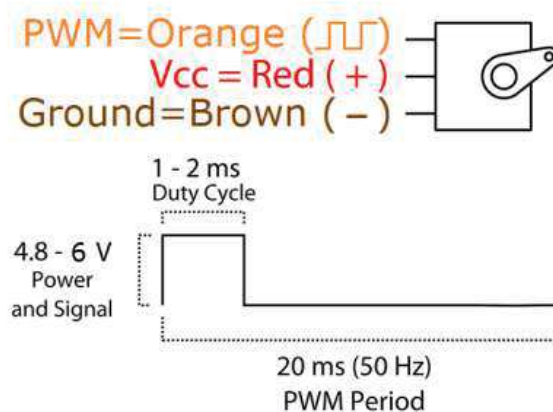 PWM=Orange (⎍⎍)
Vcc = Red (+)
Ground=Brown (−)
1 - 2 ms
Duty Cycle
4.8 - 6 V
Power
and Signal
20 ms (50 Hz)
PWM Period